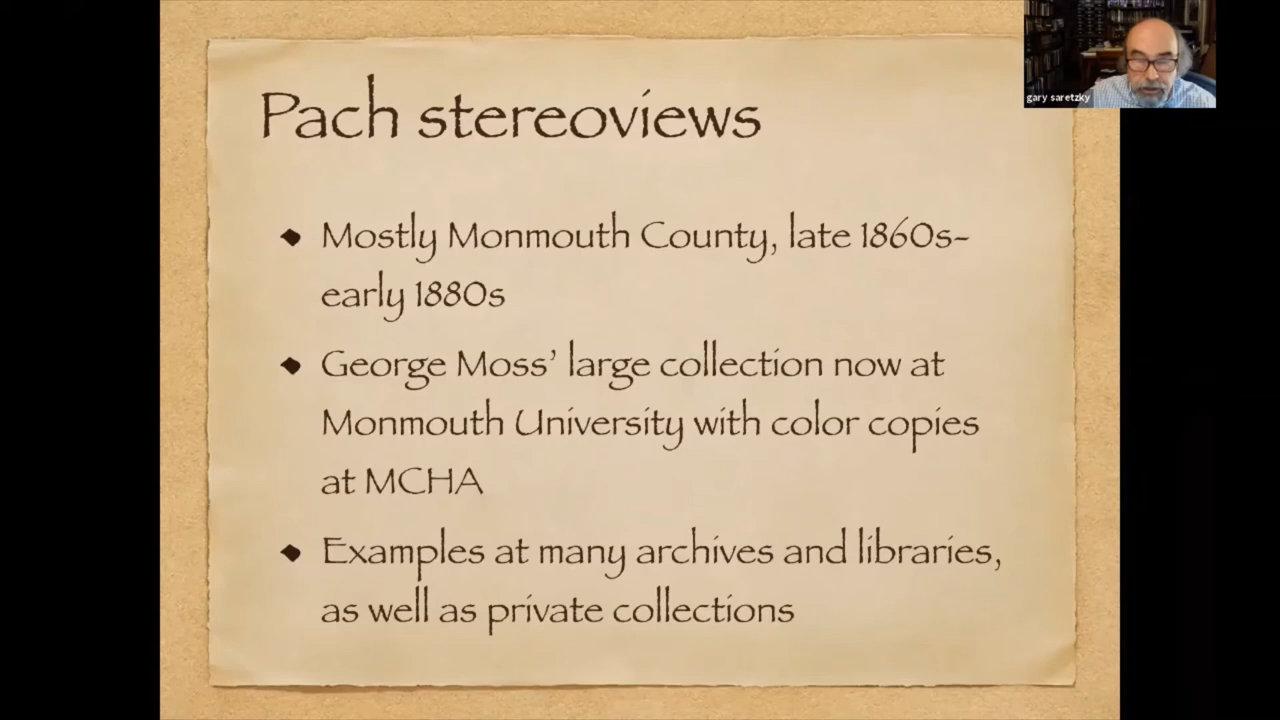 Pach stereoviews
gary saretzky
Mostly Monmouth County, late 1860s-
early 1880s
George Moss’ large collection now at
Monmouth University with color copies
at MCHA
Examples at many archives and libraries,
as well as private collections